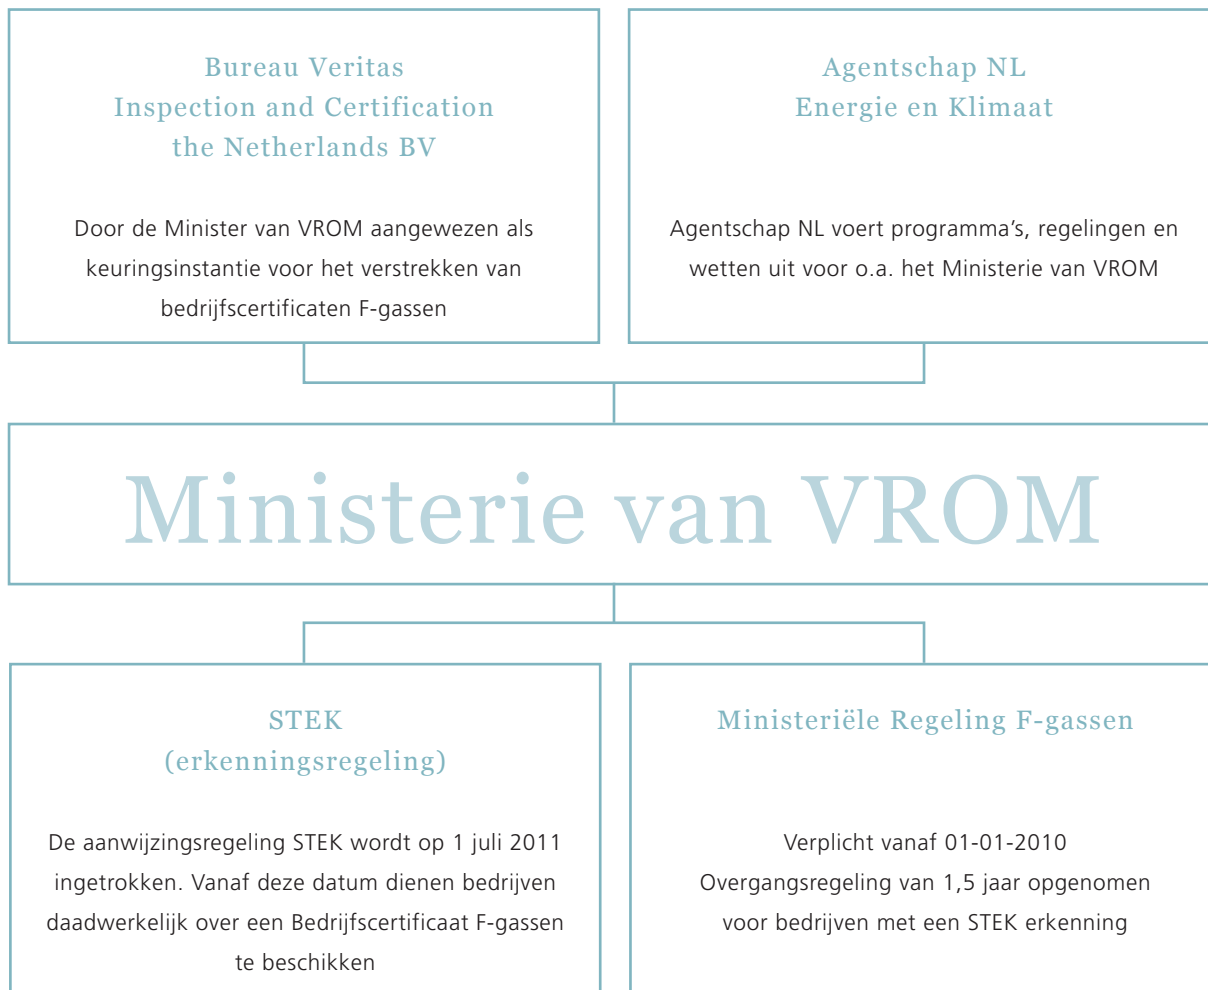 Bureau Veritas
Inspection and Certification
the Netherlands BV
Door de Minister van VROM aangewezen als
keuringsinstantie voor het verstrekken van
bedrijfscertificaten F-gassen
Agentschap NL
Energie en Klimaat
Agentschap NL voert programma’s, regelingen en
wetten uit voor o.a. het Ministerie van VROM
Ministerie van VROM
STEK
(erkenningsregeling)
De aanwijzingsregeling STEK wordt op 1 juli 2011
ingetrokken. Vanaf deze datum dienen bedrijven
daadwerkelijk over een Bedrijfscertificaat F-gassen
te beschikken
Ministeriële Regeling F-gassen
Verplicht vanaf 01-01-2010
Overgangsregeling van 1,5 jaar opgenomen
voor bedrijven met een STEK erkenning